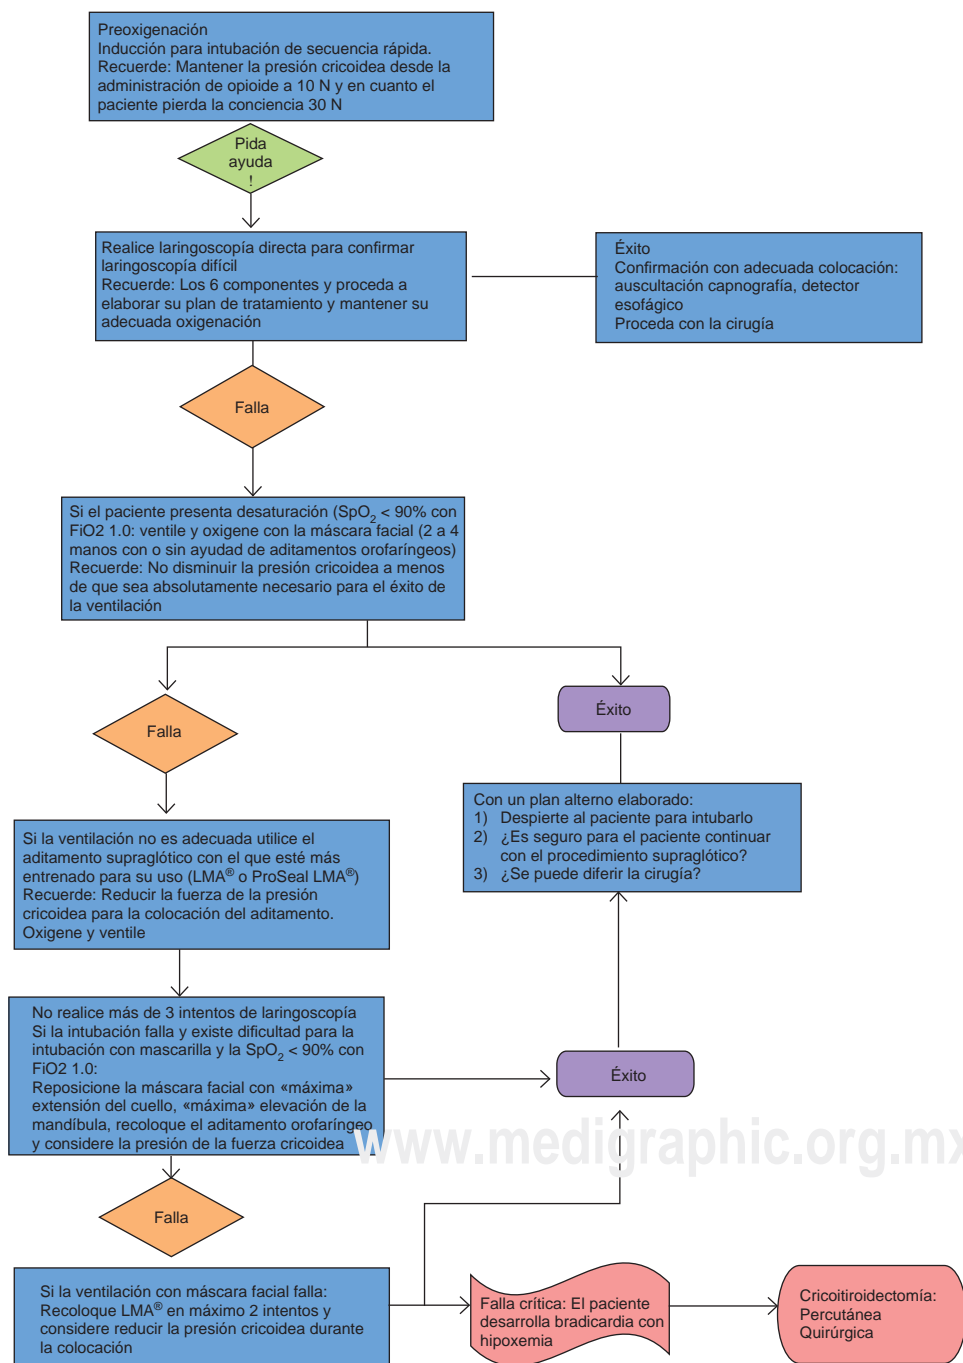 Preoxigenación
Inducción para intubación de secuencia rápida.
Recuerde: Mantener la presión cricoidea desde la
administración de opioide a 10 N y en cuanto el
paciente pierda la conciencia 30 N
Pida
ayuda
!
Realice laringoscopía directa para confirmar
laringoscopía difícil
Recuerde: Los 6 componentes y proceda a
elaborar su plan de tratamiento y mantener su
adecuada oxigenación
Éxito
Confirmación con adecuada colocación:
auscultación capnografía, detector
esofágico
Proceda con la cirugía
Falla
Si el paciente presenta desaturación (SpO₂ < 90% con
FiO2 1.0: ventile y oxigene con la máscara facial (2 a 4
manos con o sin ayudad de aditamentos orofaríngeos)
Recuerde: No disminuir la presión cricoidea a menos
de que sea absolutamente necesario para el éxito de
la ventilación
Falla
Éxito
Con un plan alterno elaborado:
1) Despierte al paciente para intubarlo
2) ¿Es seguro para el paciente continuar
con el procedimiento supraglótico?
3) ¿Se puede diferir la cirugía?
Si la ventilación no es adecuada utilice el
aditamento supraglótico con el que esté más
entrenado para su uso (LMA® o ProSeal LMA®)
Recuerde: Reducir la fuerza de la presión
cricoidea para la colocación del aditamento.
Oxigene y ventile
No realice más de 3 intentos de laringoscopía
Si la intubación falla y existe dificultad para la
intubación con mascarilla y la SpO₂ < 90% con
FiO2 1.0:
Reposicione la máscara facial con «máxima»
extensión del cuello, «máxima» elevación de la
mandíbula, recoloque el aditamento orofaríngeo
y considere la presión de la fuerza cricoidea
Éxito
www.medigraphic.org.mx
Falla
Si la ventilación con máscara facial falla:
Recoloque LMA® en máximo 2 intentos y
considere reducir la presión cricoidea durante
la colocación
Falla crítica: El paciente
desarrolla bradicardia con
hipoxemia
Cricoitiroidectomía:
Percutánea
Quirúrgica